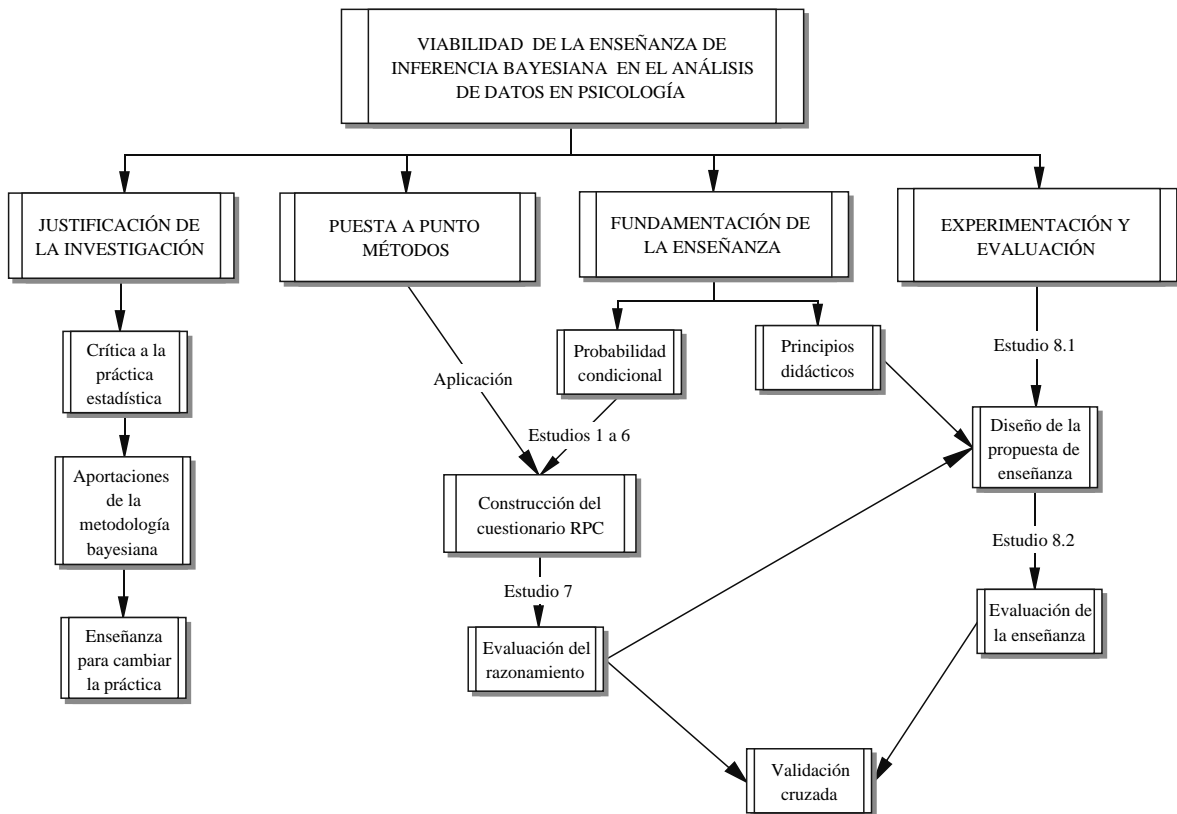 VIABILIDAD DE LA ENSEÑANZA DE
INFERENCIA BAYESIANA EN EL ANÁLISIS
DE DATOS EN PSICOLOGÍA
JUSTIFICACIÓN DE
LA INVESTIGACIÓN
PUESTA A PUNTO
MÉTODOS
FUNDAMENTACIÓN DE
LA ENSEÑANZA
EXPERIMENTACIÓN Y
EVALUACIÓN
Crítica a la
práctica
estadística
Aportaciones
de la
metodología
bayesiana
Enseñanza
para cambiar
la práctica
Aplicación
Probabilidad
condicional
Principios
didácticos
Estudios 1 a 6
Construcción del
cuestionario RPC
Estudio 7
Evaluación del
razonamiento
Estudio 8.1
Diseño de la
propuesta de
enseñanza
Estudio 8.2
Evaluación de
la enseñanza
Validación
cruzada